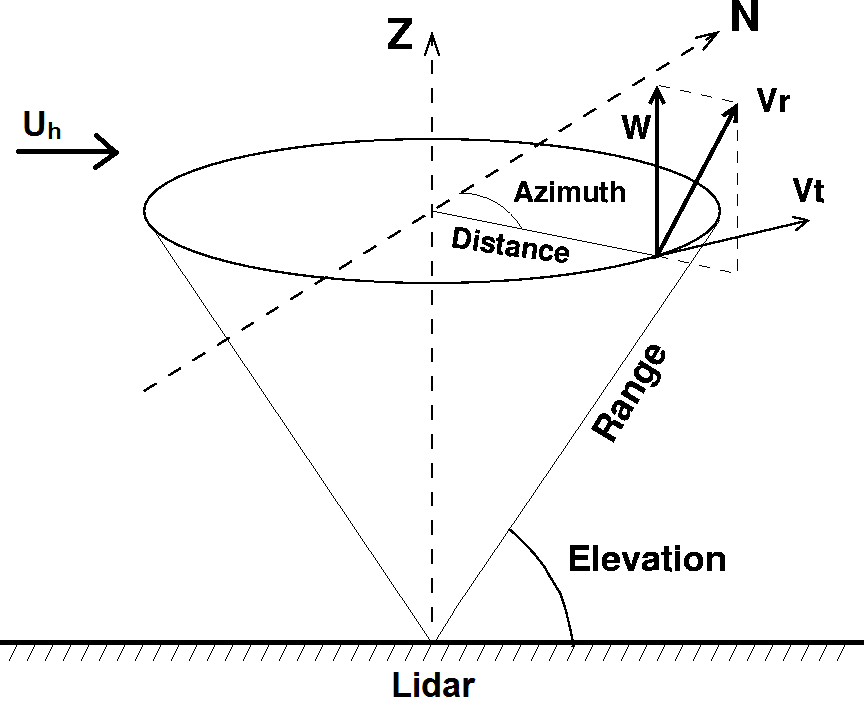 Z
N
Uh
W
Vr
Azimuth
Vt
Distance
Range
Elevation
Lidar